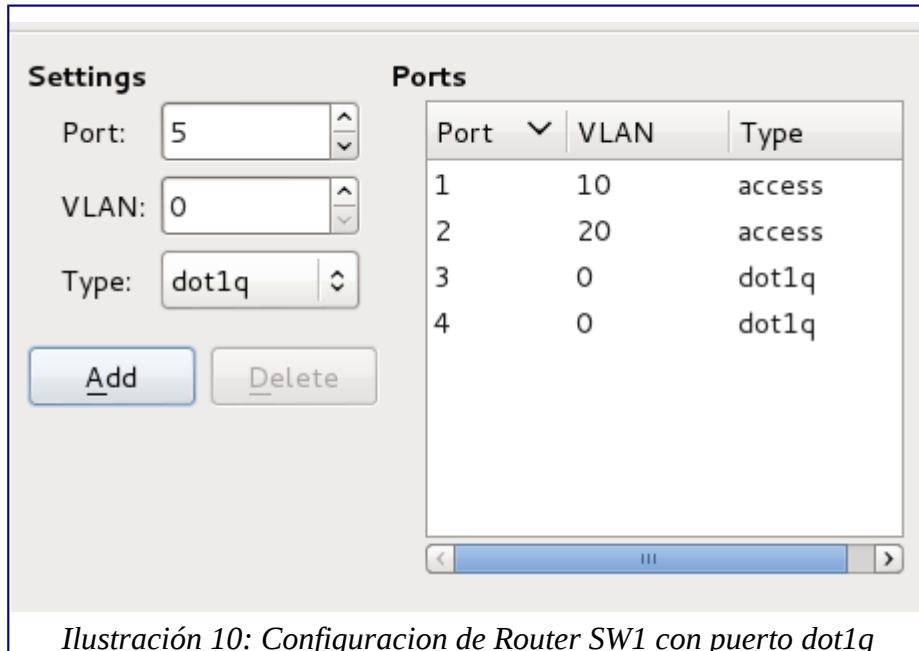 Settings
Port: 5
VLAN: 0
Type: dot1q
Add Delete
Ports
Port VLAN Type
1 10 access
2 20 access
3 0 dot1q
4 0 dot1q
Ilustración 10: Configuracion de Router SW1 con puerto dot1q